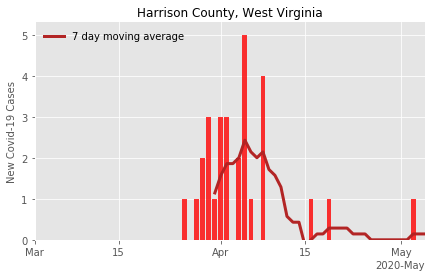 Harrison County, West Virginia
7 day moving average
New Covid-19 Cases
5
4
3
2
1
0
Mar 15 Apr 15 May
2020-May